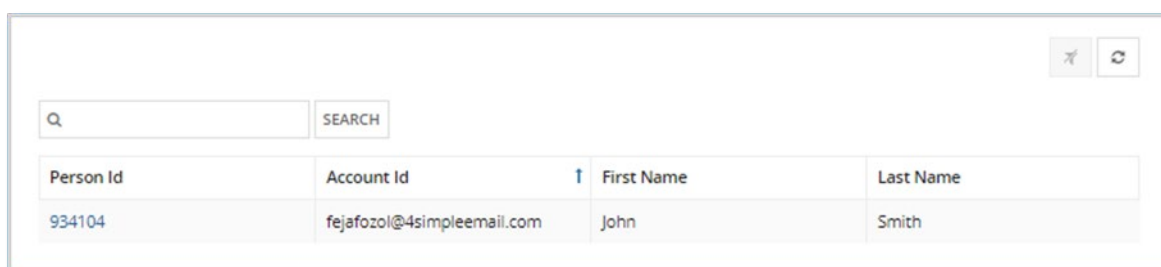 SEARCH
Person Id Account Id First Name Last Name
934104 fejafozol@4simpleemail.com John Smith